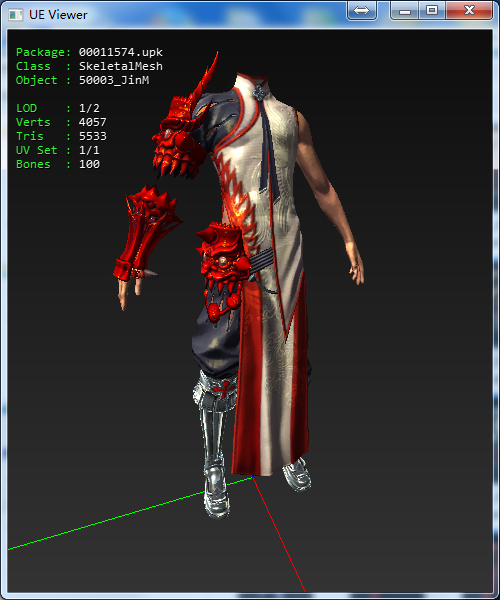 UE Viewer
Package: 00011574.upk
Class : SkeletalMesh
Object : 50003_JinM
LOD : 1/2
Verts : 4057
Tris : 5533
UV Set : 1/1
Bones : 100